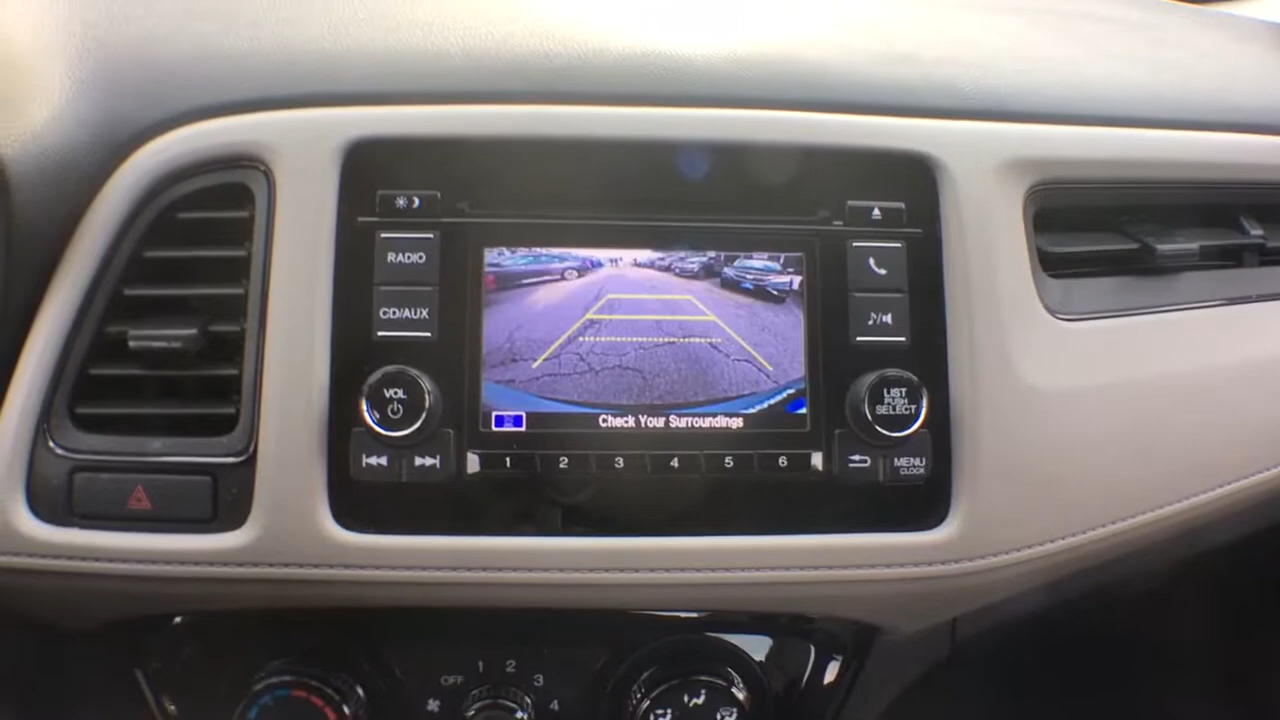 RADIO
CD/AUX
VOL
LIST
PUSH
SELECT
Check Your Surroundings
1 2 3 4 5 6
MENU
CLOCK
OFF 1 2 3 4